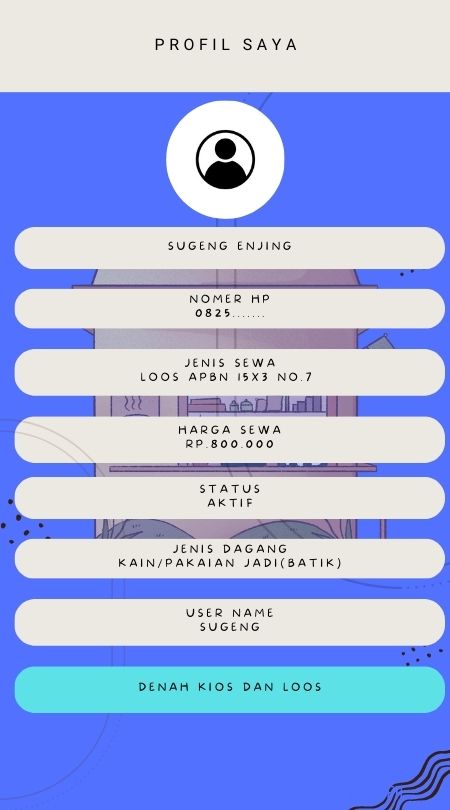 PROFIL SAYA
SUGENG ENJING
NOMER HP
0825.......
JENIS SEWA
LOOS APBN 15X3 NO.7
HARGA SEWA
RP.800.000
STATUS
AKTIF
JENIS DAGANG
KAIN/PAKAIAN JADI(BATIK)
USER NAME
SUGENG
DENAH KIOS DAN LOOS